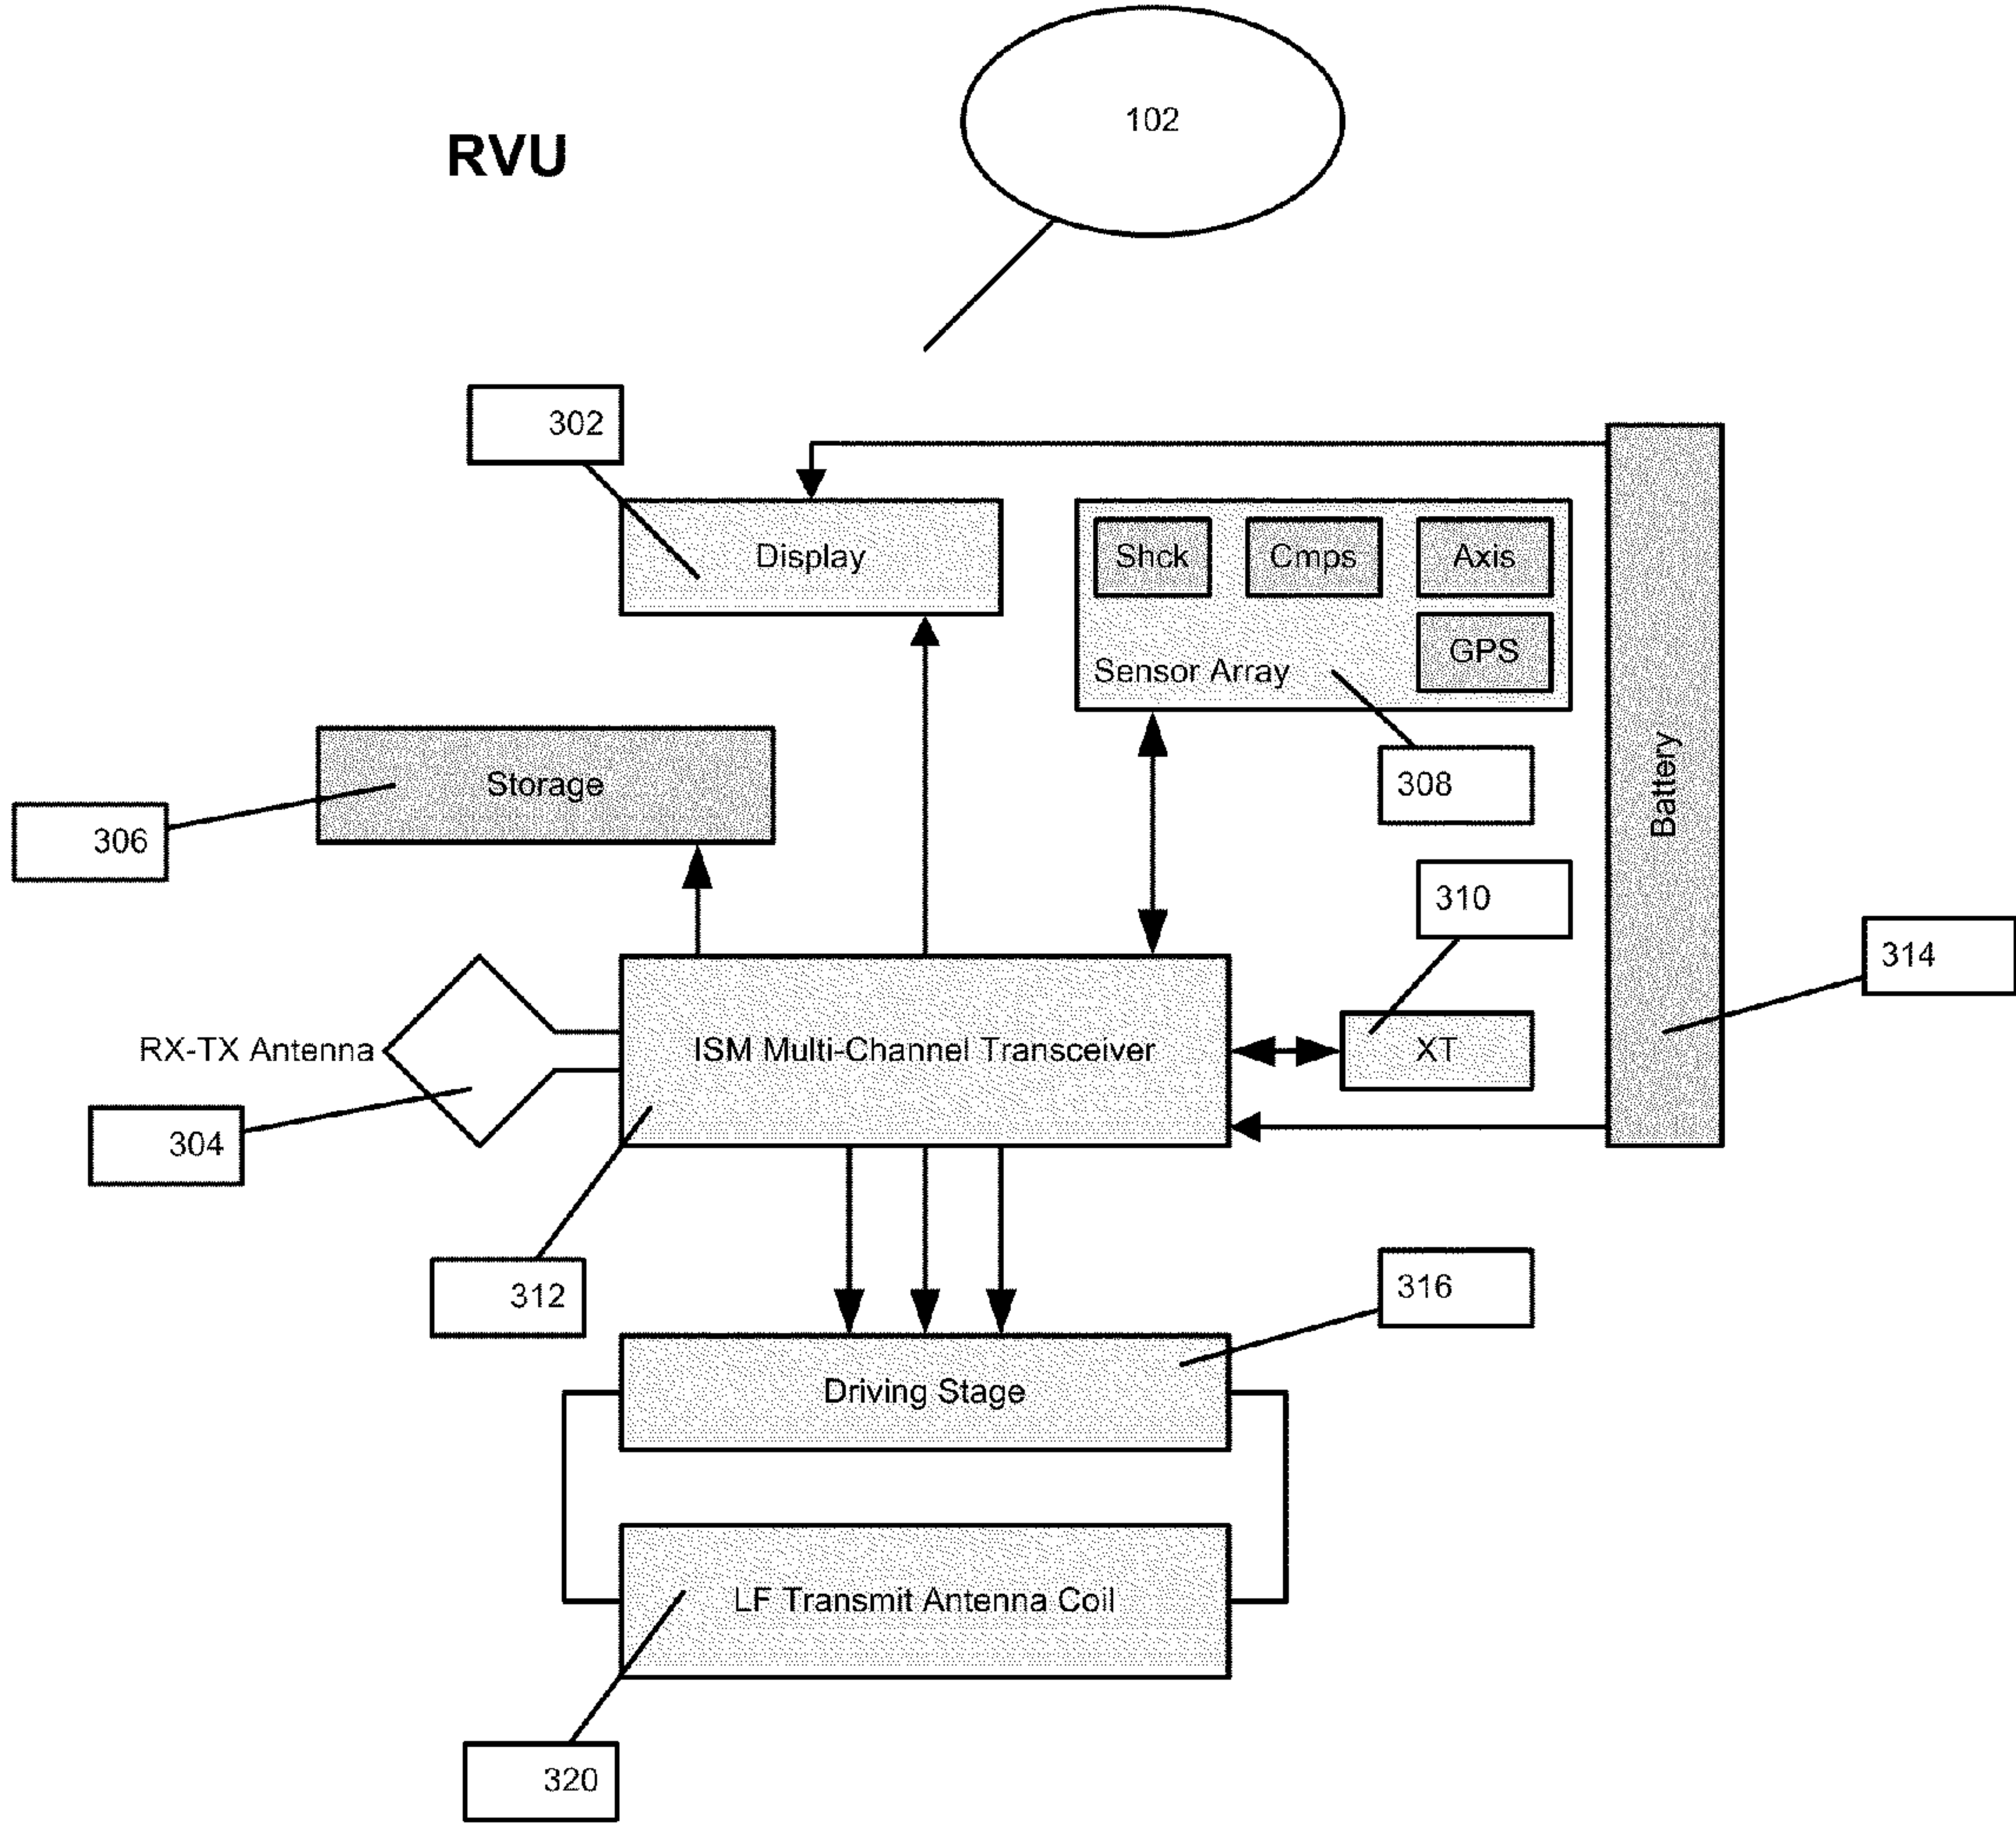 102
RVU
302
Display
Shck
Cmps
Axis
GPS
Sensor Array
308
Storage
306
Battery
310
314
RX-TX Antenna
ISM Multi-Channel Transceiver
XT
304
312
316
Driving Stage
LF Transmit Antenna Coil
320